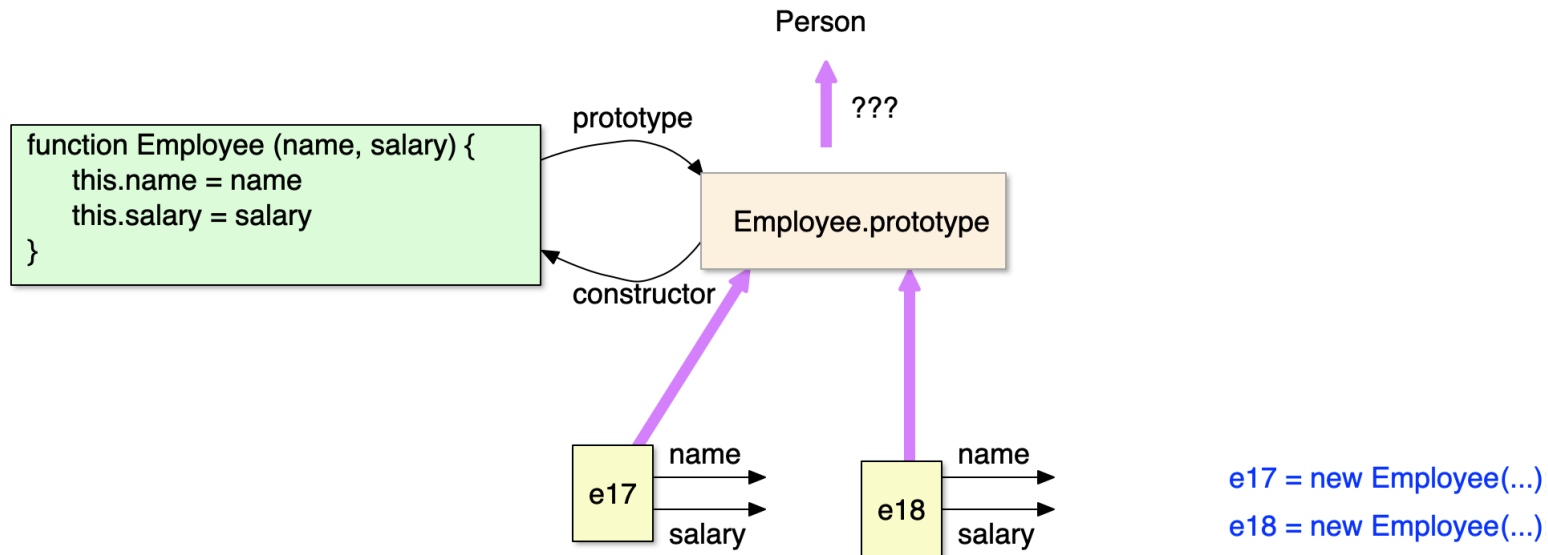 Person
???
prototype
function Employee (name, salary) {
this.name = name
this.salary = salary
}
Employee.prototype
constructor
name
e17
salary
name
e18
salary
e17 = new Employee(...)
e18 = new Employee(...)